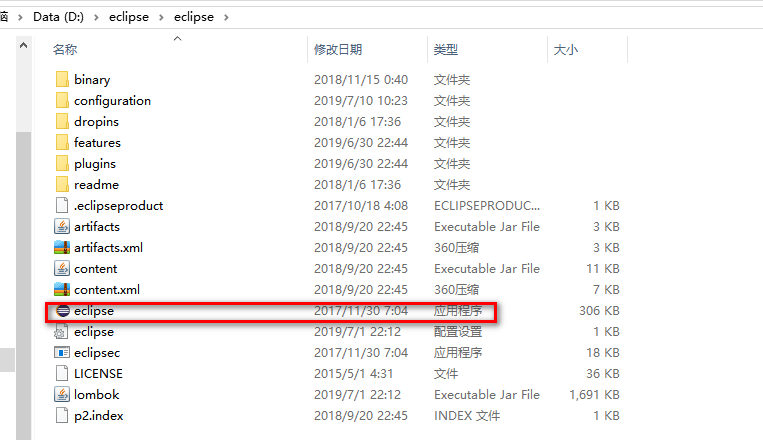 脑 > Data (D:) > eclipse > eclipse >
名称 修改日期 类型 大小
binary 2018/11/15 0:40 文件夹
configuration 2019/7/10 10:23 文件夹
dropins 2018/1/6 17:36 文件夹
features 2019/6/30 22:44 文件夹
plugins 2019/6/30 22:44 文件夹
readme 2018/1/6 17:36 文件夹
.eclipseproduct 2017/10/18 4:08 ECLIPSEPRODUC... 1 KB
artifacts 2018/9/20 22:45 Executable Jar File 3 KB
artifacts.xml 2018/9/20 22:45 360压缩 3 KB
content 2018/9/20 22:45 Executable Jar File 11 KB
content.xml 2018/9/20 22:45 360压缩 7 KB
eclipse 2017/11/30 7:04 应用程序 306 KB
eclipse 2019/7/1 22:12 配置设置 1 KB
eclipsec 2017/11/30 7:04 应用程序 18 KB
LICENSE 2015/5/1 4:31 文件 36 KB
lombok 2019/7/1 22:12 Executable Jar File 1,691 KB
p2.index 2018/9/20 22:45 INDEX 文件 1 KB